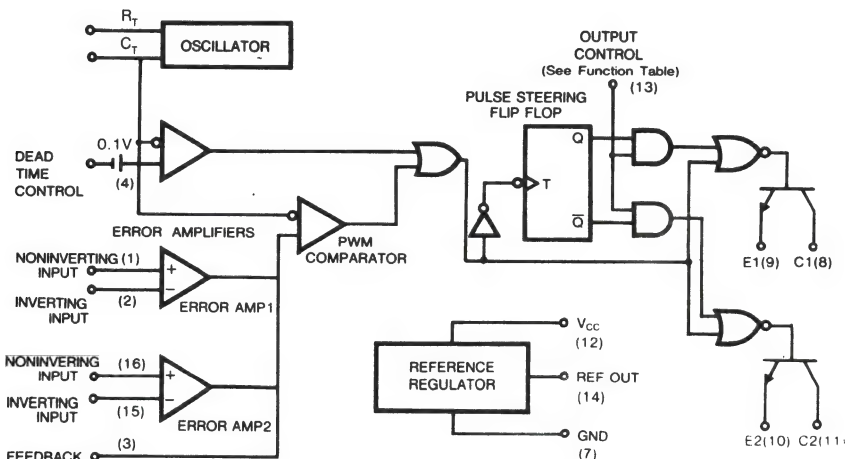 R_T
C_T
OSCILLATOR
OUTPUT
CONTROL
(See Function Table)
(13)
PULSE STEERING
FLIP FLOP
0.1V
DEAD
TIME
CONTROL
(4)
Q
T
Q̅
ERROR AMPLIFIERS
PWM
COMPARATOR
NONINVERTING (1)
INPUT
+
INVERTING
INPUT
(2)
−
ERROR AMP1
E1(9)
C1(8)
NONINVERING
INPUT
(16)
+
INVERTING
INPUT
(15)
−
ERROR AMP2
FEEDBACK
(3)
REFERENCE
REGULATOR
V_CC
(12)
REF OUT
(14)
GND
(7)
E2(10)
C2(11)